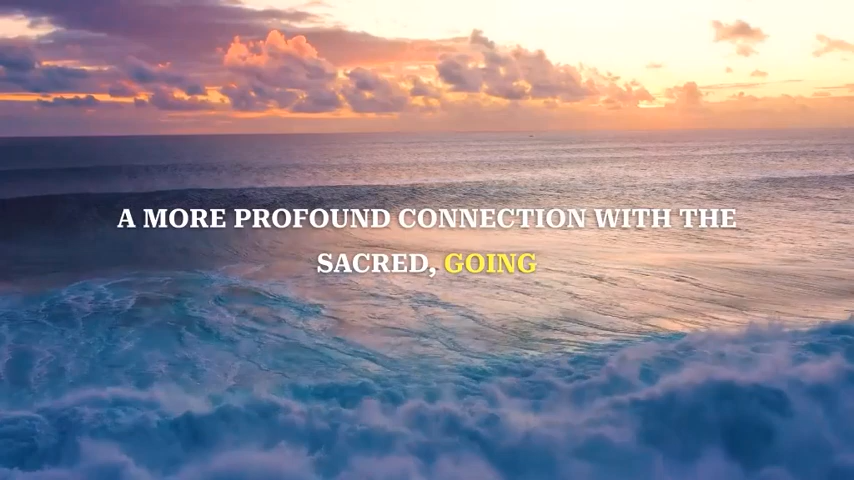 A MORE PROFOUND CONNECTION WITH THE
SACRED, GOING